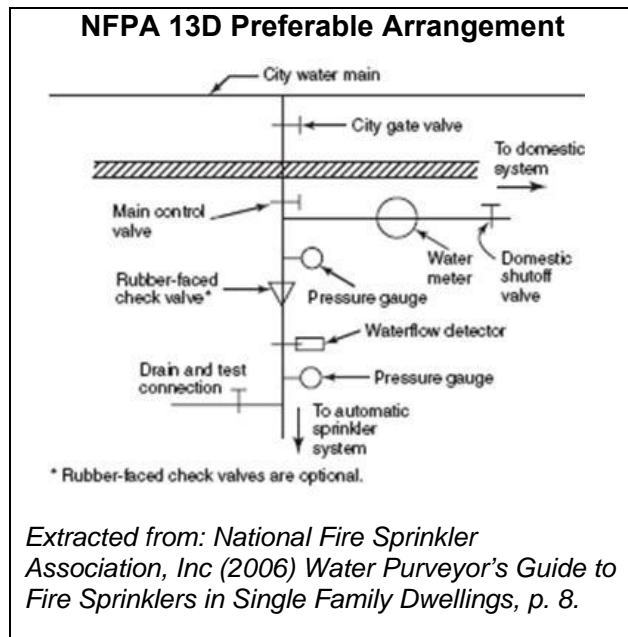 NFPA 13D Preferable Arrangement
City water main
City gate valve
To domestic
system
Main control
valve
Water
meter
Domestic
shutoff
valve
Rubber-faced
check valve*
Pressure gauge
Waterflow detector
Drain and test
connection
Pressure gauge
To automatic
sprinkler
system
* Rubber-faced check valves are optional.
Extracted from: National Fire Sprinkler
Association, Inc (2006) Water Purveyor's Guide to
Fire Sprinklers in Single Family Dwellings, p. 8.